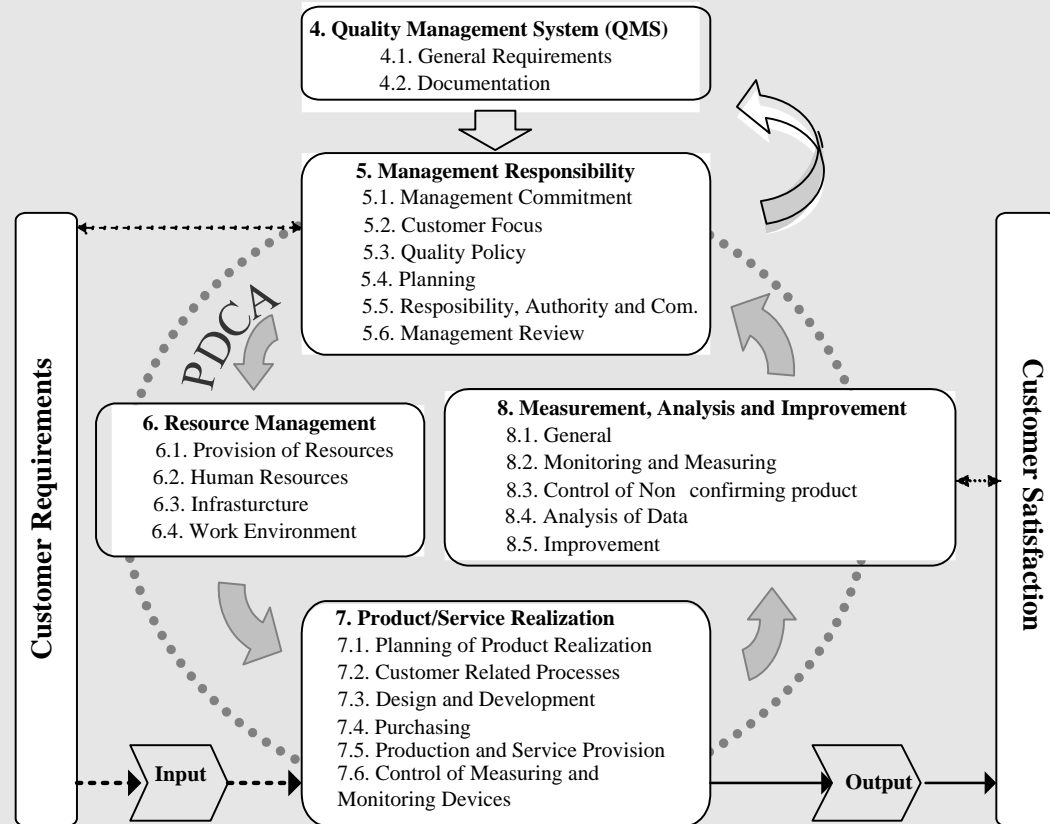 4. Quality Management System (QMS)
4.1. General Requirements
4.2. Documentation
5. Management Responsibility
5.1. Management Commitment
5.2. Customer Focus
5.3. Quality Policy
5.4. Planning
5.5. Resposibility, Authority and Com.
5.6. Management Review
Customer Requirements
PDCA
6. Resource Management
6.1. Provision of Resources
6.2. Human Resources
6.3. Infrasturcture
6.4. Work Environment
8. Measurement, Analysis and Improvement
8.1. General
8.2. Monitoring and Measuring
8.3. Control of Non confirming product
8.4. Analysis of Data
8.5. Improvement
Customer Satisfaction
7. Product/Service Realization
7.1. Planning of Product Realization
7.2. Customer Related Processes
7.3. Design and Development
7.4. Purchasing
7.5. Production and Service Provision
7.6. Control of Measuring and
Monitoring Devices
Input
Output